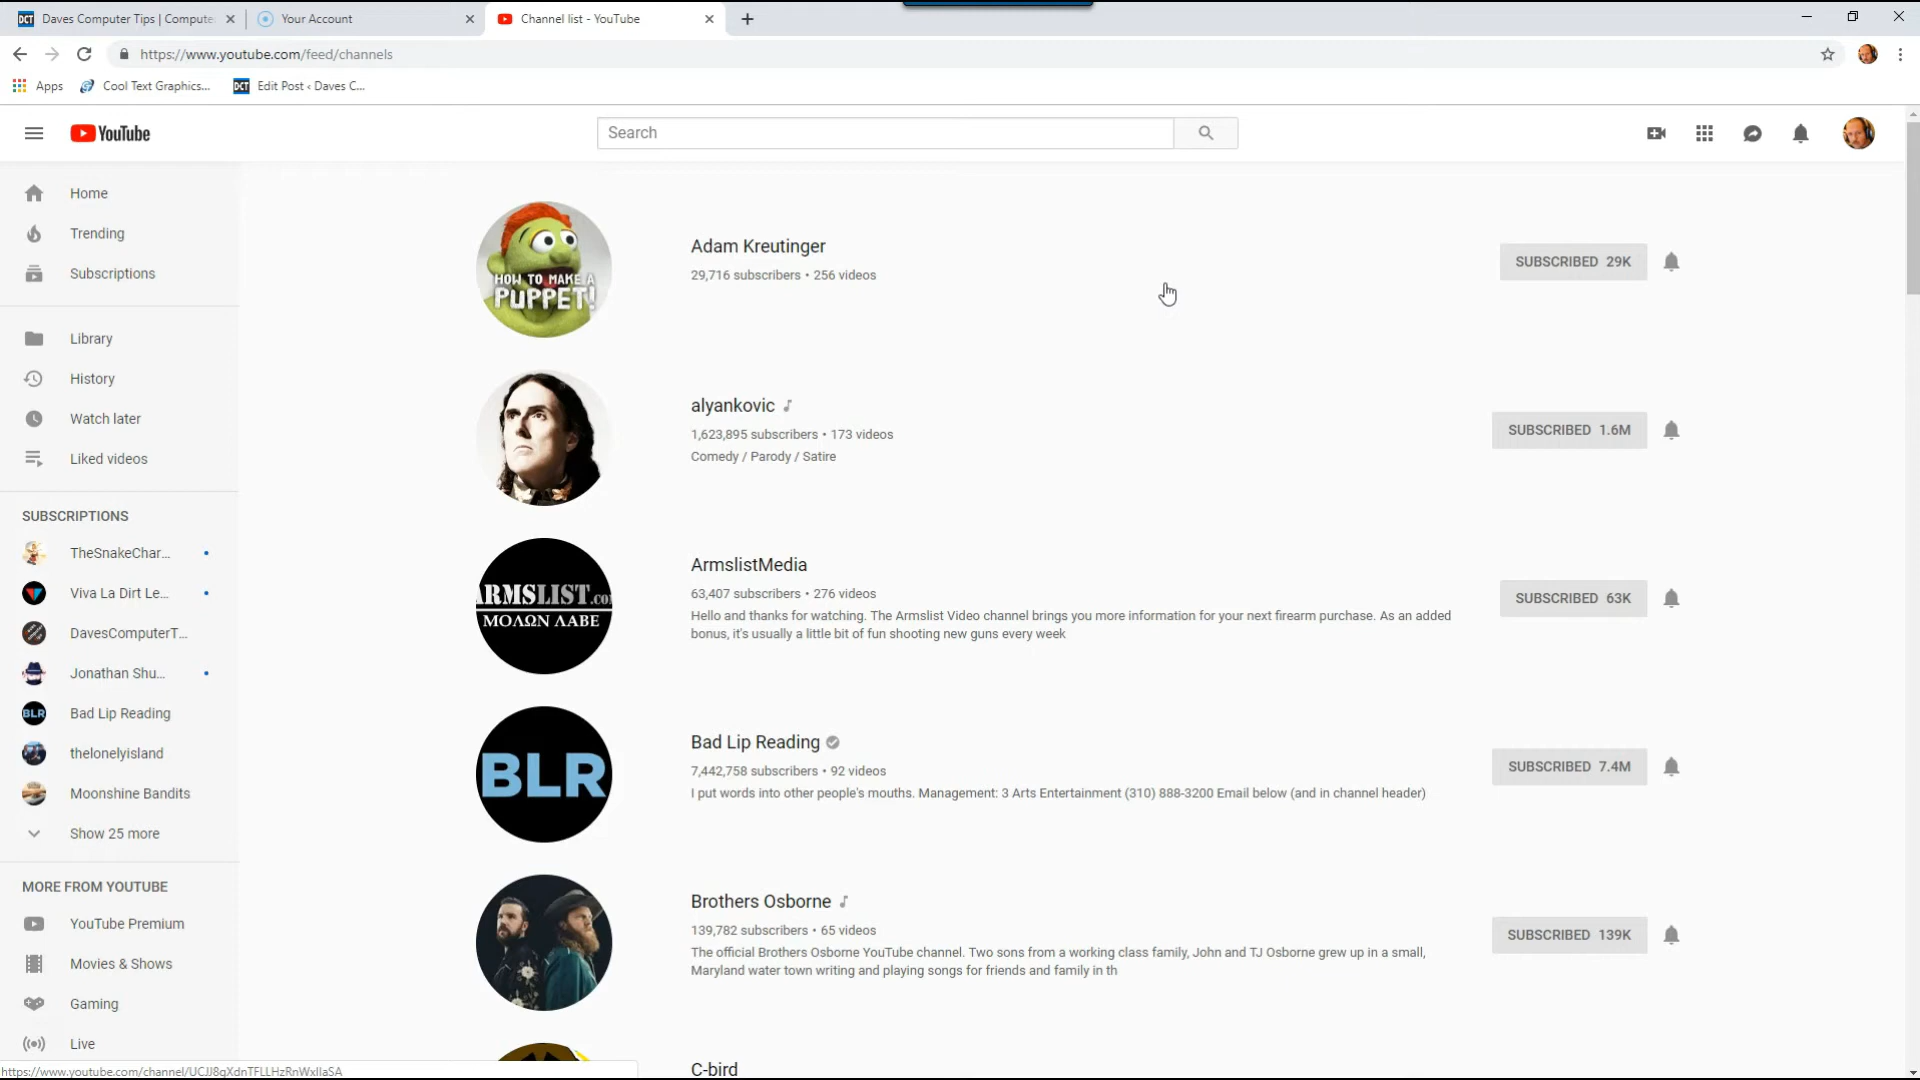 Daves Computer Tips | Compute
Your Account
Channel list - YouTube
https://www.youtube.com/feed/channels
Apps
Cool Text Graphics...
DCT
Edit Post ‹ Daves C...
YouTube
Search
Home
Trending
Subscriptions
Library
History
Watch later
Liked videos
SUBSCRIPTIONS
TheSnakeChar...
Viva La Dirt Le...
DavesComputerT...
Jonathan Shu...
BLR
Bad Lip Reading
thelonelyisland
Moonshine Bandits
Show 25 more
MORE FROM YOUTUBE
YouTube Premium
Movies & Shows
Gaming
Live
HOW TO MAKE A
PUPPET!
Adam Kreutinger
29,716 subscribers • 256 videos
SUBSCRIBED 29K
alyankovic
1,623,895 subscribers • 173 videos
Comedy / Parody / Satire
SUBSCRIBED 1.6M
ARMSLIST.CO
ΜΟΛΩΝ ΛΑΒΕ
ArmslistMedia
63,407 subscribers • 276 videos
Hello and thanks for watching. The Armslist Video channel brings you more information for your next firearm purchase. As an added
bonus, it's usually a little bit of fun shooting new guns every week
SUBSCRIBED 63K
BLR
Bad Lip Reading
7,442,758 subscribers • 92 videos
I put words into other people's mouths. Management: 3 Arts Entertainment (310) 888-3200 Email below (and in channel header)
SUBSCRIBED 7.4M
Brothers Osborne
139,782 subscribers • 65 videos
The official Brothers Osborne YouTube channel. Two sons from a working class family, John and TJ Osborne grew up in a small,
Maryland water town writing and playing songs for friends and family in th
SUBSCRIBED 139K
C-bird